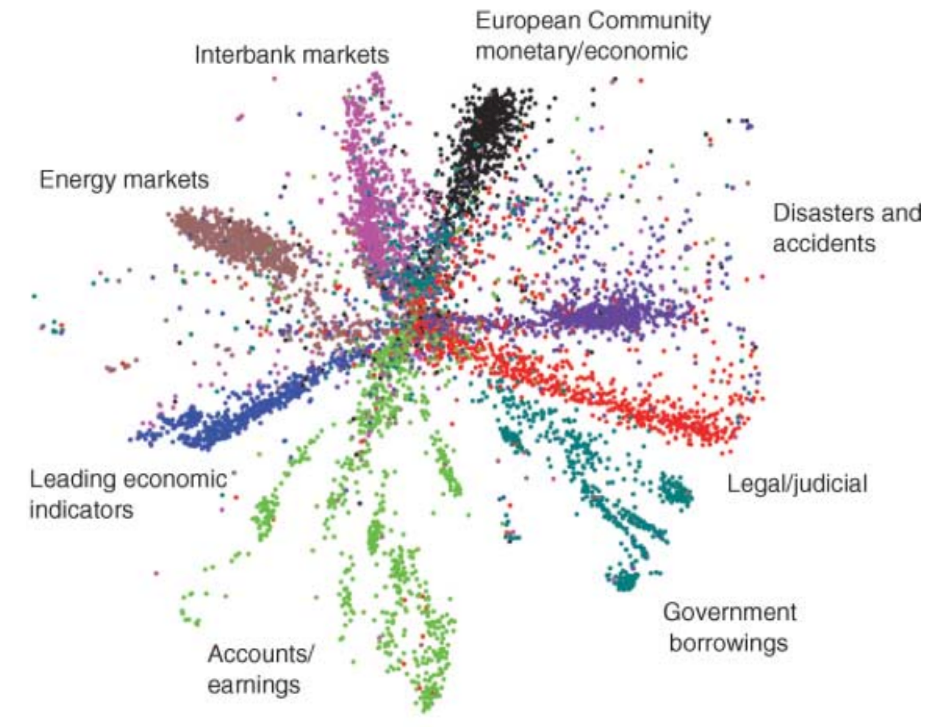 European Community
monetary/economic
Interbank markets
Energy markets
Disasters and
accidents
Leading economic
indicators
Legal/judicial
Government
borrowings
Accounts/
earnings